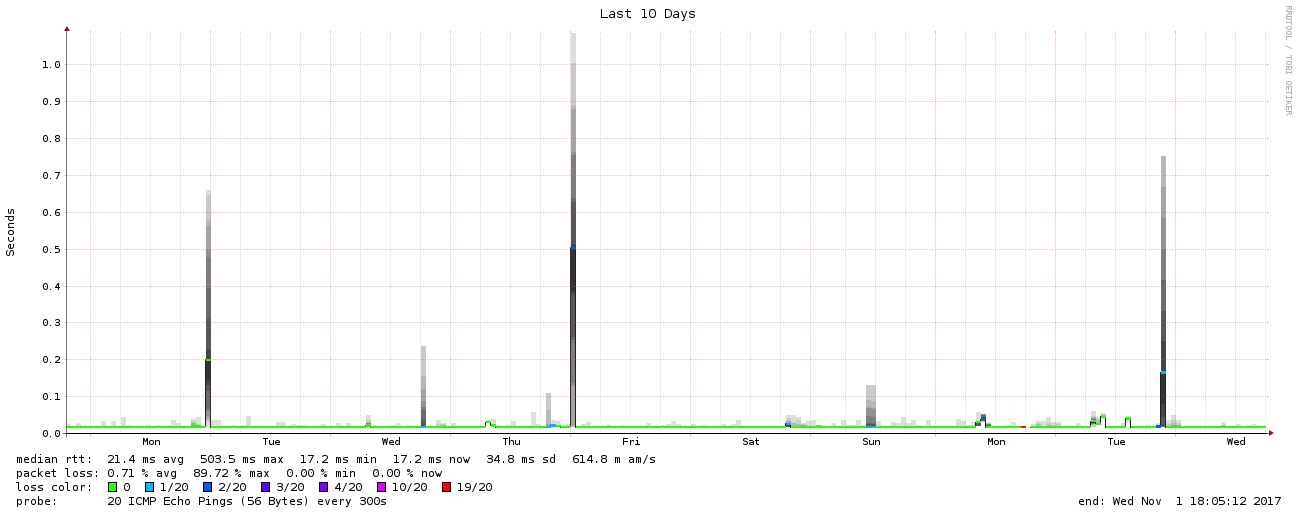 Last 10 Days
RRDTOOL / TOBI OETIKER
Seconds
1.0
0.9
0.8
0.7
0.6
0.5
0.4
0.3
0.2
0.1
0.0
Mon Tue Wed Thu Fri Sat Sun Mon Tue Wed
median rtt: 21.4 ms avg 503.5 ms max 17.2 ms min 17.2 ms now 34.8 ms sd 614.8 m am/s
packet loss: 0.71 % avg 89.72 % max 0.00 % min 0.00 % now
loss color: 0 1/20 2/20 3/20 4/20 10/20 19/20
probe: 20 ICMP Echo Pings (56 Bytes) every 300s end: Wed Nov 1 18:05:12 2017